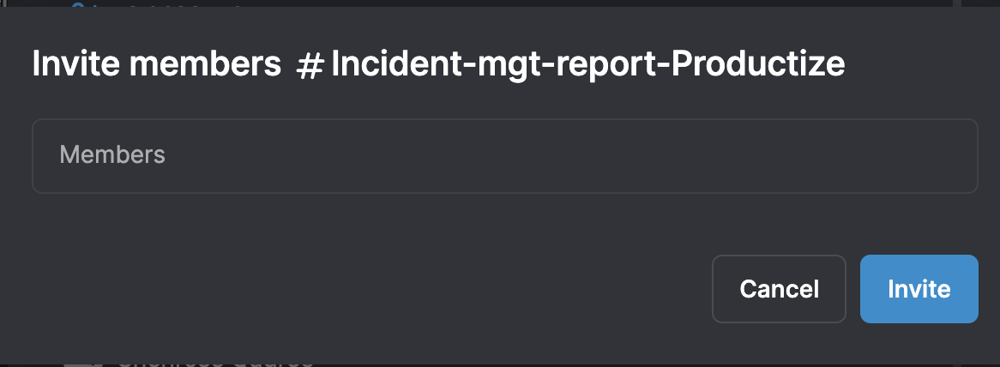 Invite members # Incident-mgt-report-Productize
Members
Cancel
Invite